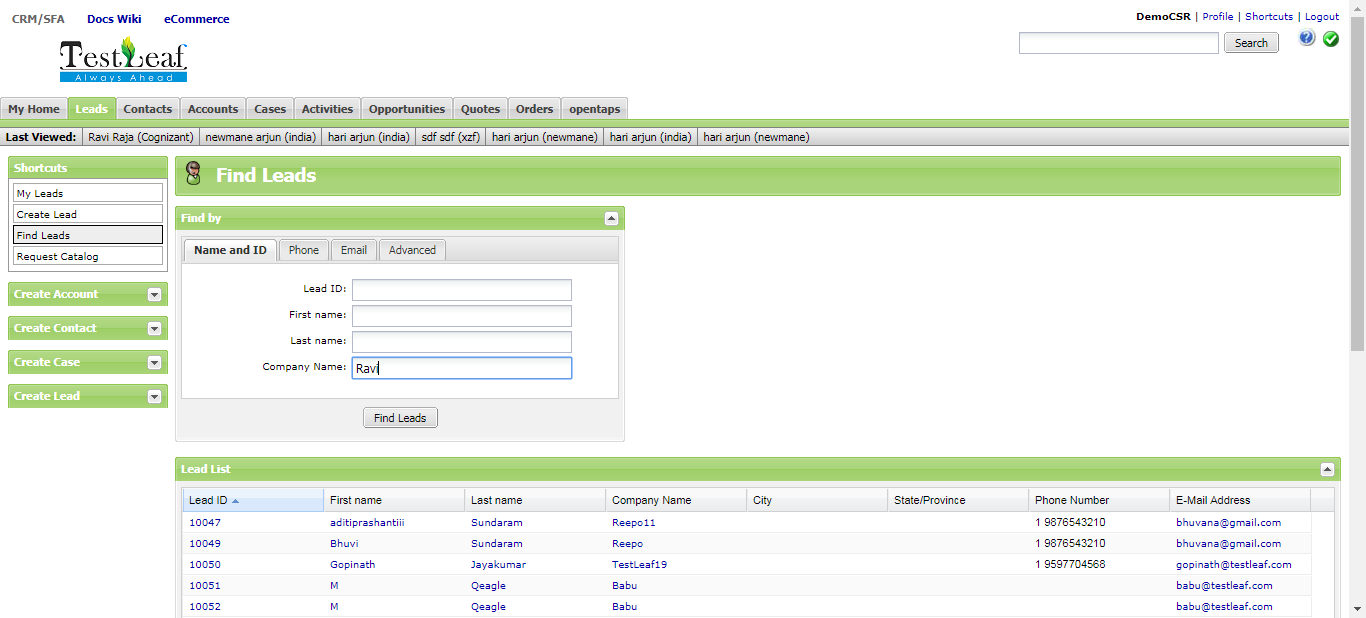 CRM/SFA Docs Wiki eCommerce
DemoCSR | Profile | Shortcuts | Logout
TestLeaf
Always Ahead
Search
My Home Leads Contacts Accounts Cases Activities Opportunities Quotes Orders opentaps
Last Viewed: Ravi Raja (Cognizant) newmane arjun (india) hari arjun (india) sdf sdf (xzf) hari arjun (newmane) hari arjun (india) hari arjun (newmane)
Shortcuts
My Leads
Create Lead
Find Leads
Request Catalog
Create Account
Create Contact
Create Case
Create Lead
Find Leads
Find by
Name and ID Phone Email Advanced
Lead ID:
First name:
Last name:
Company Name: Ravi
Find Leads
Lead List
Lead ID First name Last name Company Name City State/Province Phone Number E-Mail Address
10047 aditiprashantiii Sundaram Reepo11 1 9876543210 bhuvana@gmail.com
10049 Bhuvi Sundaram Reepo 1 9876543210 bhuvana@gmail.com
10050 Gopinath Jayakumar TestLeaf19 1 9597704568 gopinath@testleaf.com
10051 M Qeagle Babu babu@testleaf.com
10052 M Qeagle Babu babu@testleaf.com